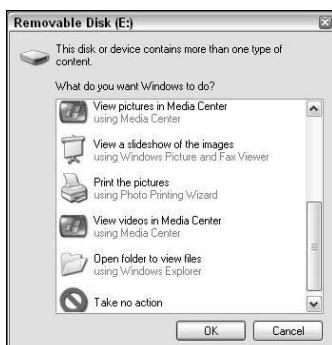 Removable Disk (E:)
This disk or device contains more than one type of
content.
What do you want Windows to do?
View pictures in Media Center
using Media Center
View a slideshow of the images
using Windows Picture and Fax Viewer
Print the pictures
using Photo Printing Wizard
View videos in Media Center
using Media Center
Open folder to view files
using Windows Explorer
Take no action
OK Cancel